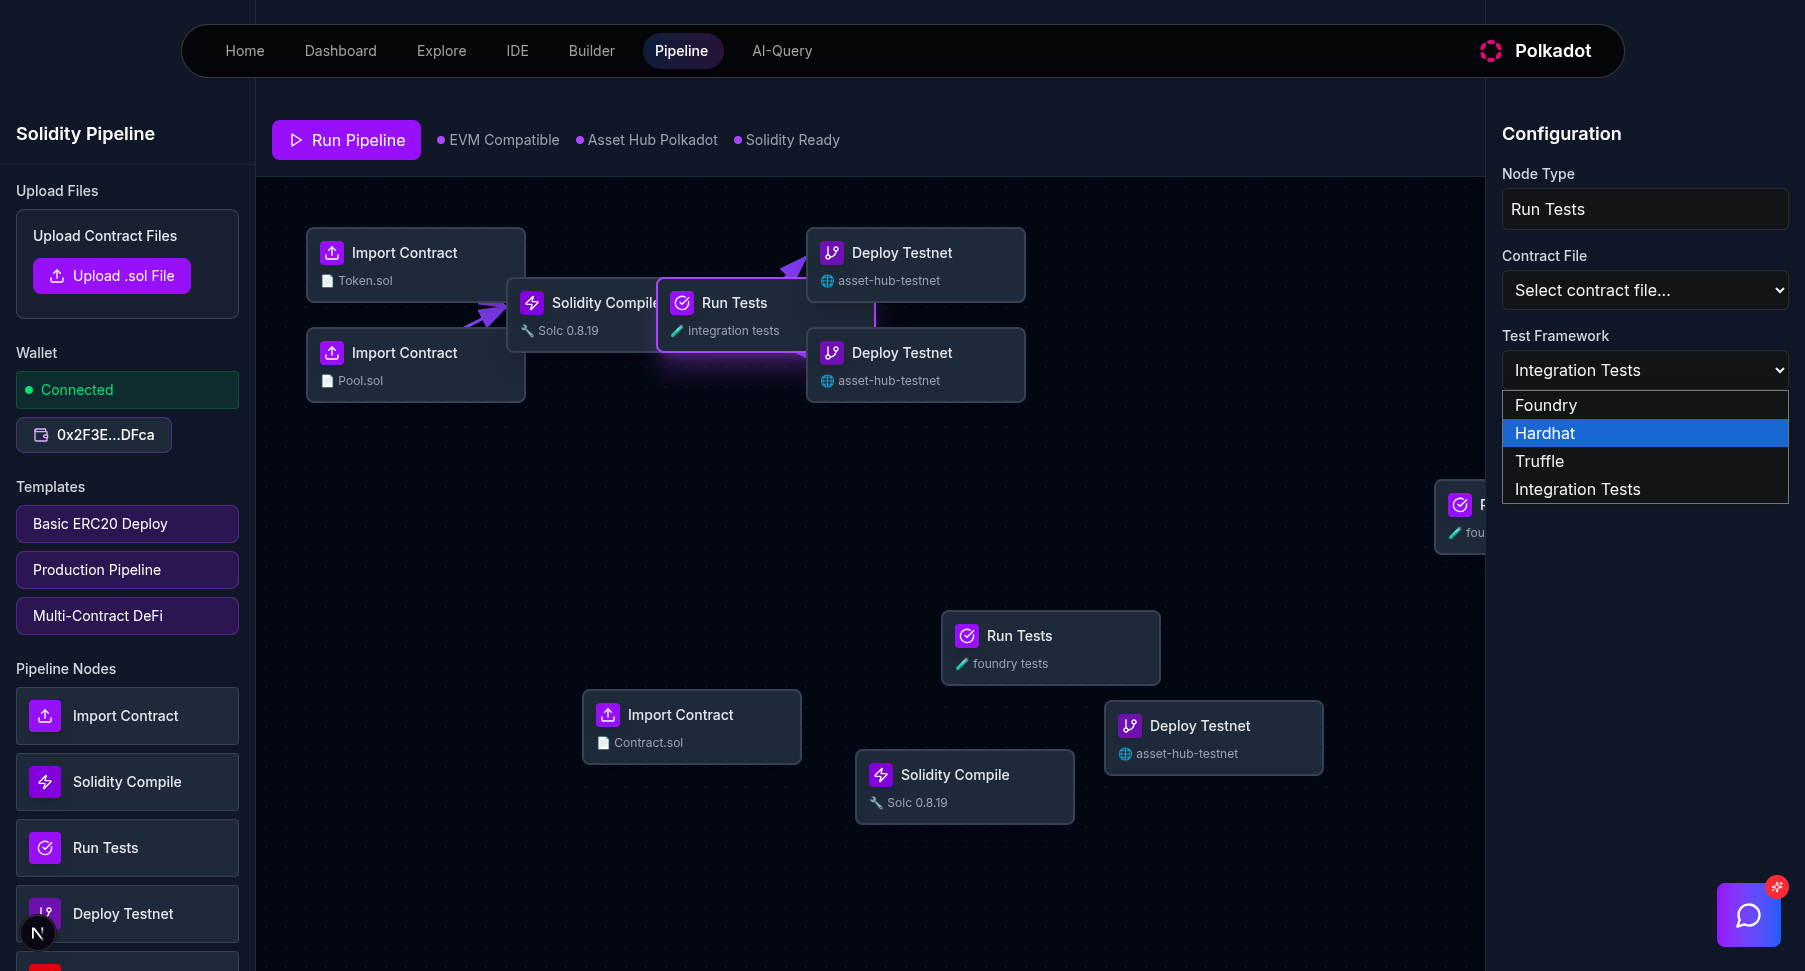 Home
Dashboard
Explore
IDE
Builder
Pipeline
AI-Query
Polkadot
Solidity Pipeline
Upload Files
Upload Contract Files
Upload .sol File
Wallet
Connected
0x2F3E...DFca
Templates
Basic ERC20 Deploy
Production Pipeline
Multi-Contract DeFi
Pipeline Nodes
Import Contract
Solidity Compile
Run Tests
Deploy Testnet
N
Run Pipeline
EVM Compatible
Asset Hub Polkadot
Solidity Ready
Import Contract
Token.sol
Import Contract
Pool.sol
Solidity Compile
Solc 0.8.19
Run Tests
integration tests
Deploy Testnet
asset-hub-testnet
Deploy Testnet
asset-hub-testnet
fou
Run Tests
foundry tests
Import Contract
Contract.sol
Deploy Testnet
asset-hub-testnet
Solidity Compile
Solc 0.8.19
Configuration
Node Type
Run Tests
Contract File
Select contract file...
Test Framework
Integration Tests
Foundry
Hardhat
Truffle
Integration Tests